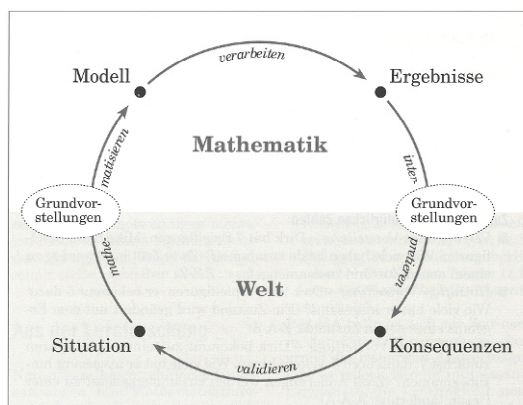 verarbeiten
Modell
Ergebnisse
matisieren
Mathematik
inter-
Grundvor-
stellungen
Grundvor-
stellungen
mathe-
pretieren
Welt
Situation
Konsequenzen
validieren